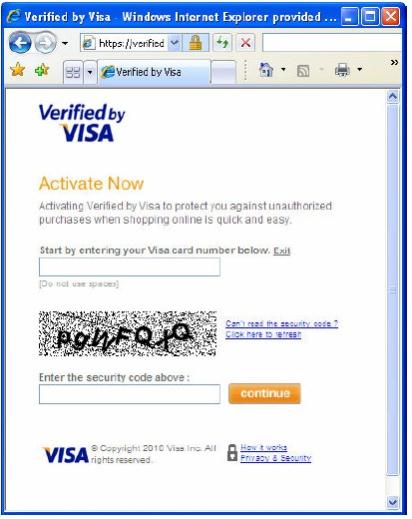 Verified by Visa - Windows Internet Explorer provided ...
https://verified
Verified by Visa
Verified by
VISA
Activate Now
Activating Verified by Visa to protect you against unauthorized
purchases when shopping online is quick and easy.
Start by entering your Visa card number below. Exit
[Do not use spaces]
Can't read the security code ?
Click here to refresh
Enter the security code above :
continue
VISA © Copyright 2010 Visa Inc. All
rights reserved.
How it works
Privacy & Security